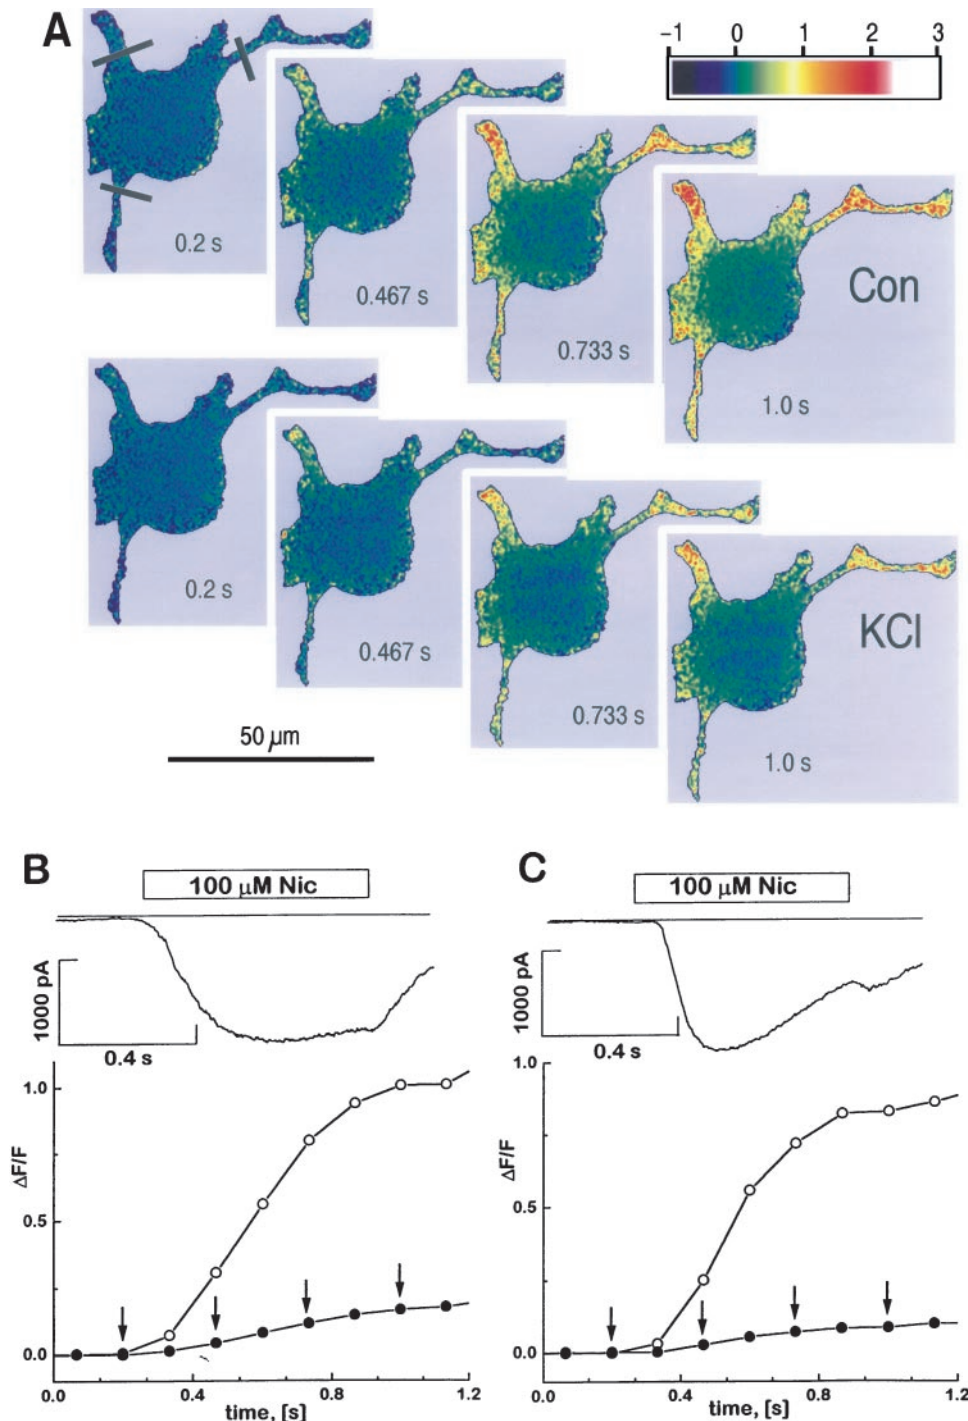 A
−1 0 1 2 3
0.2 s
0.467 s
0.733 s
1.0 s
Con
0.2 s
0.467 s
0.733 s
1.0 s
KCl
50 µm
B
100 µM Nic
1000 pA
0.4 s
1.0
0.5
0.0
ΔF/F
0.0 0.4 0.8 1.2
time, [s]
C
100 µM Nic
1000 pA
0.4 s
1.0
0.5
0.0
ΔF/F
0.0 0.4 0.8 1.2
time, [s]